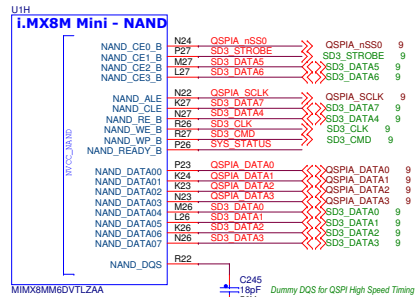 U1H
i.MX8M Mini - NAND
NAND_CE0_B N24 QSPIA_nSS0 QSPIA_nSS0 9
NAND_CE1_B P27 SD3_STROBE SD3_STROBE 9
NAND_CE2_B M27 SD3_DATA5 SD3_DATA5 9
NAND_CE3_B L27 SD3_DATA6 SD3_DATA6 9
NAND_ALE N22 QSPIA_SCLK QSPIA_SCLK 9
NAND_CLE K27 SD3_DATA7 SD3_DATA7 9
NAND_RE_B N27 SD3_DATA4 SD3_DATA4 9
NAND_WE_B R26 SD3_CLK SD3_CLK 9
NAND_WP_B R27 SD3_CMD SD3_CMD 9
NAND_READY_B P26 SYS_STATUS
NVCC_NAND
NAND_DATA00 P23 QSPIA_DATA0 QSPIA_DATA0 9
NAND_DATA01 K24 QSPIA_DATA1 QSPIA_DATA1 9
NAND_DATA02 K23 QSPIA_DATA2 QSPIA_DATA2 9
NAND_DATA03 N23 QSPIA_DATA3 QSPIA_DATA3 9
NAND_DATA04 M26 SD3_DATA0 SD3_DATA0 9
NAND_DATA05 L26 SD3_DATA1 SD3_DATA1 9
NAND_DATA06 K26 SD3_DATA2 SD3_DATA2 9
NAND_DATA07 N26 SD3_DATA3 SD3_DATA3 9
NAND_DQS R22
C245
18pF Dummy DQS for QSPI High Speed Timing
MIMX8MM6DVTLZAA